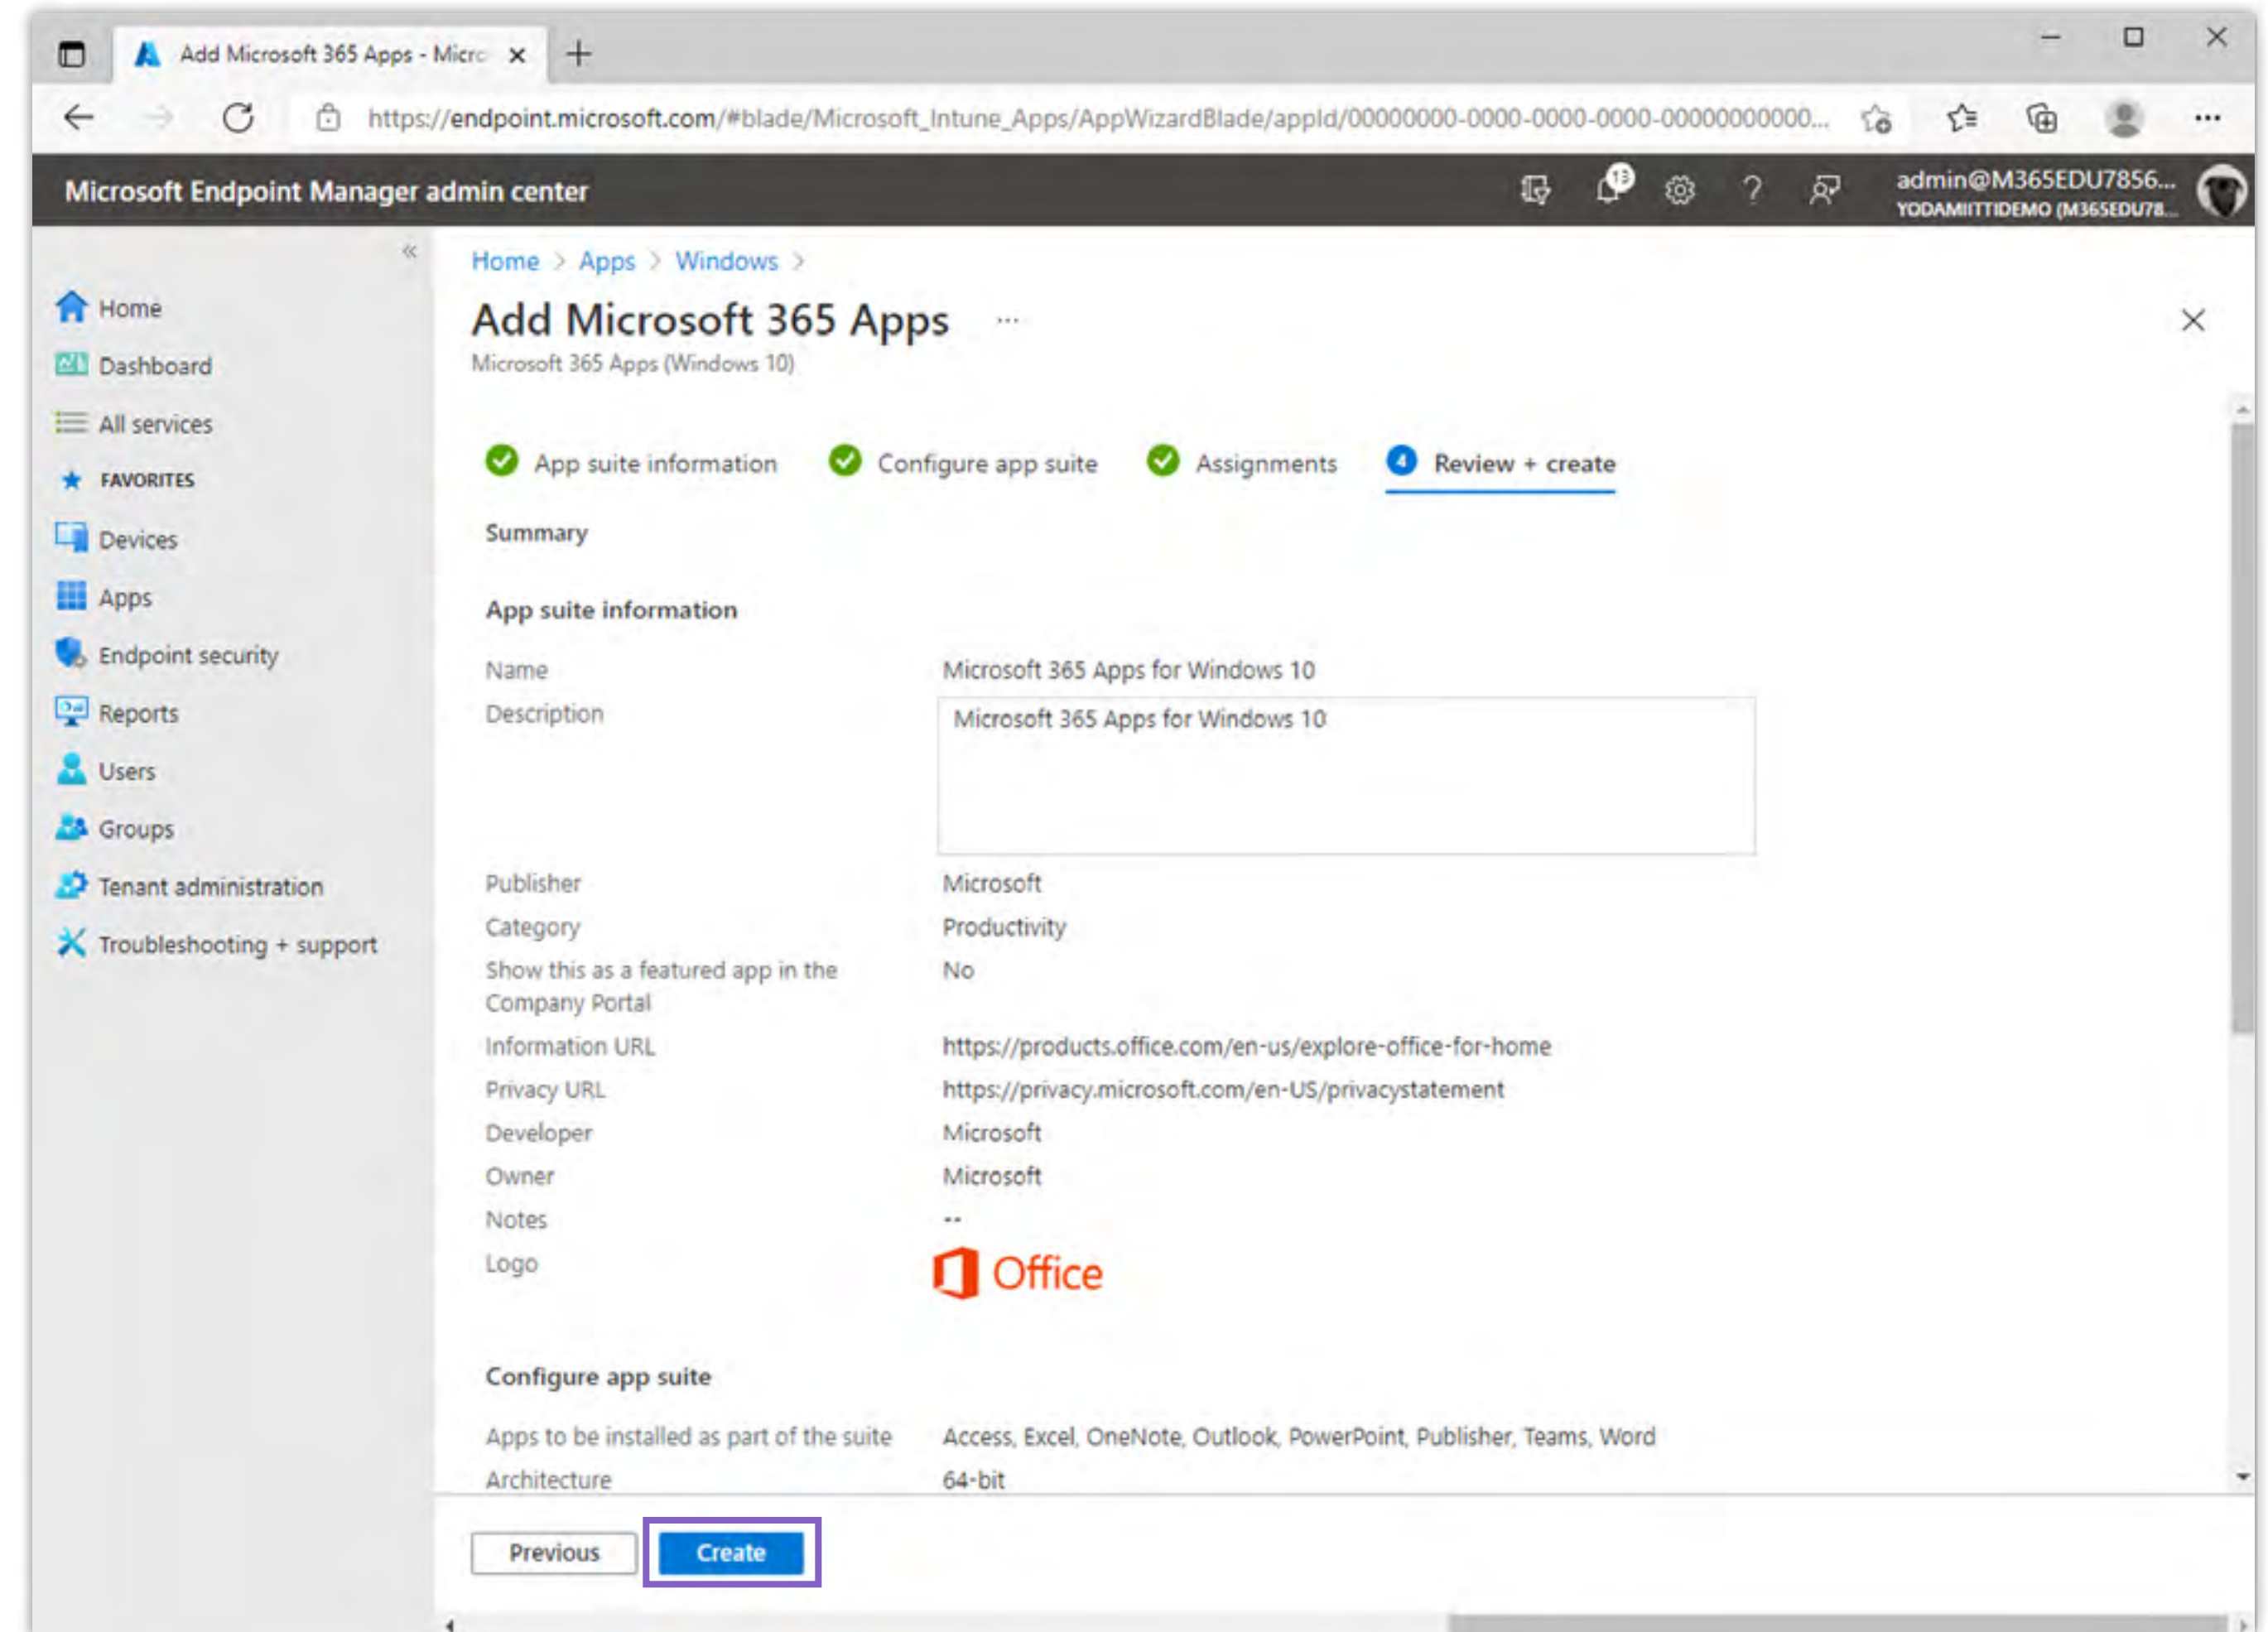 Add Microsoft 365 Apps - Micro
https://endpoint.microsoft.com/#blade/Microsoft_Intune_Apps/AppWizardBlade/appId/00000000-0000-0000-0000-00000000000...
Microsoft Endpoint Manager admin center
13
admin@M365EDU7856...
YODAMIITTIDEMO (M365EDU78...
Home > Apps > Windows >
Add Microsoft 365 Apps ...
Microsoft 365 Apps (Windows 10)
Home
Dashboard
All services
FAVORITES
Devices
Apps
Endpoint security
Reports
Users
Groups
Tenant administration
Troubleshooting + support
App suite information
Configure app suite
Assignments
4 Review + create
Summary
App suite information
Name Microsoft 365 Apps for Windows 10
Description Microsoft 365 Apps for Windows 10
Publisher Microsoft
Category Productivity
Show this as a featured app in the No
Company Portal
Information URL https://products.office.com/en-us/explore-office-for-home
Privacy URL https://privacy.microsoft.com/en-US/privacystatement
Developer Microsoft
Owner Microsoft
Notes --
Logo Office
Configure app suite
Apps to be installed as part of the suite Access, Excel, OneNote, Outlook, PowerPoint, Publisher, Teams, Word
Architecture 64-bit
Previous Create